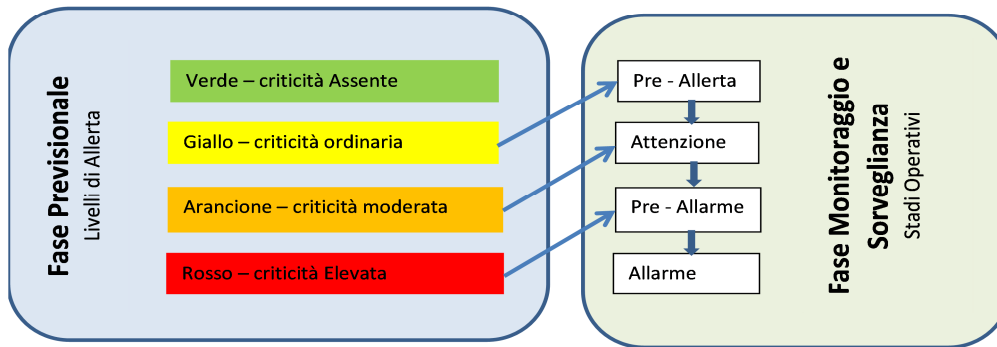 Fase Previsionale
Livelli di Allerta
Verde – criticità Assente
Giallo – criticità ordinaria
Arancione – criticità moderata
Rosso – criticità Elevata
Pre - Allerta
Attenzione
Pre - Allarme
Allarme
Fase Monitoraggio e
Sorveglianza
Stadi Operativi